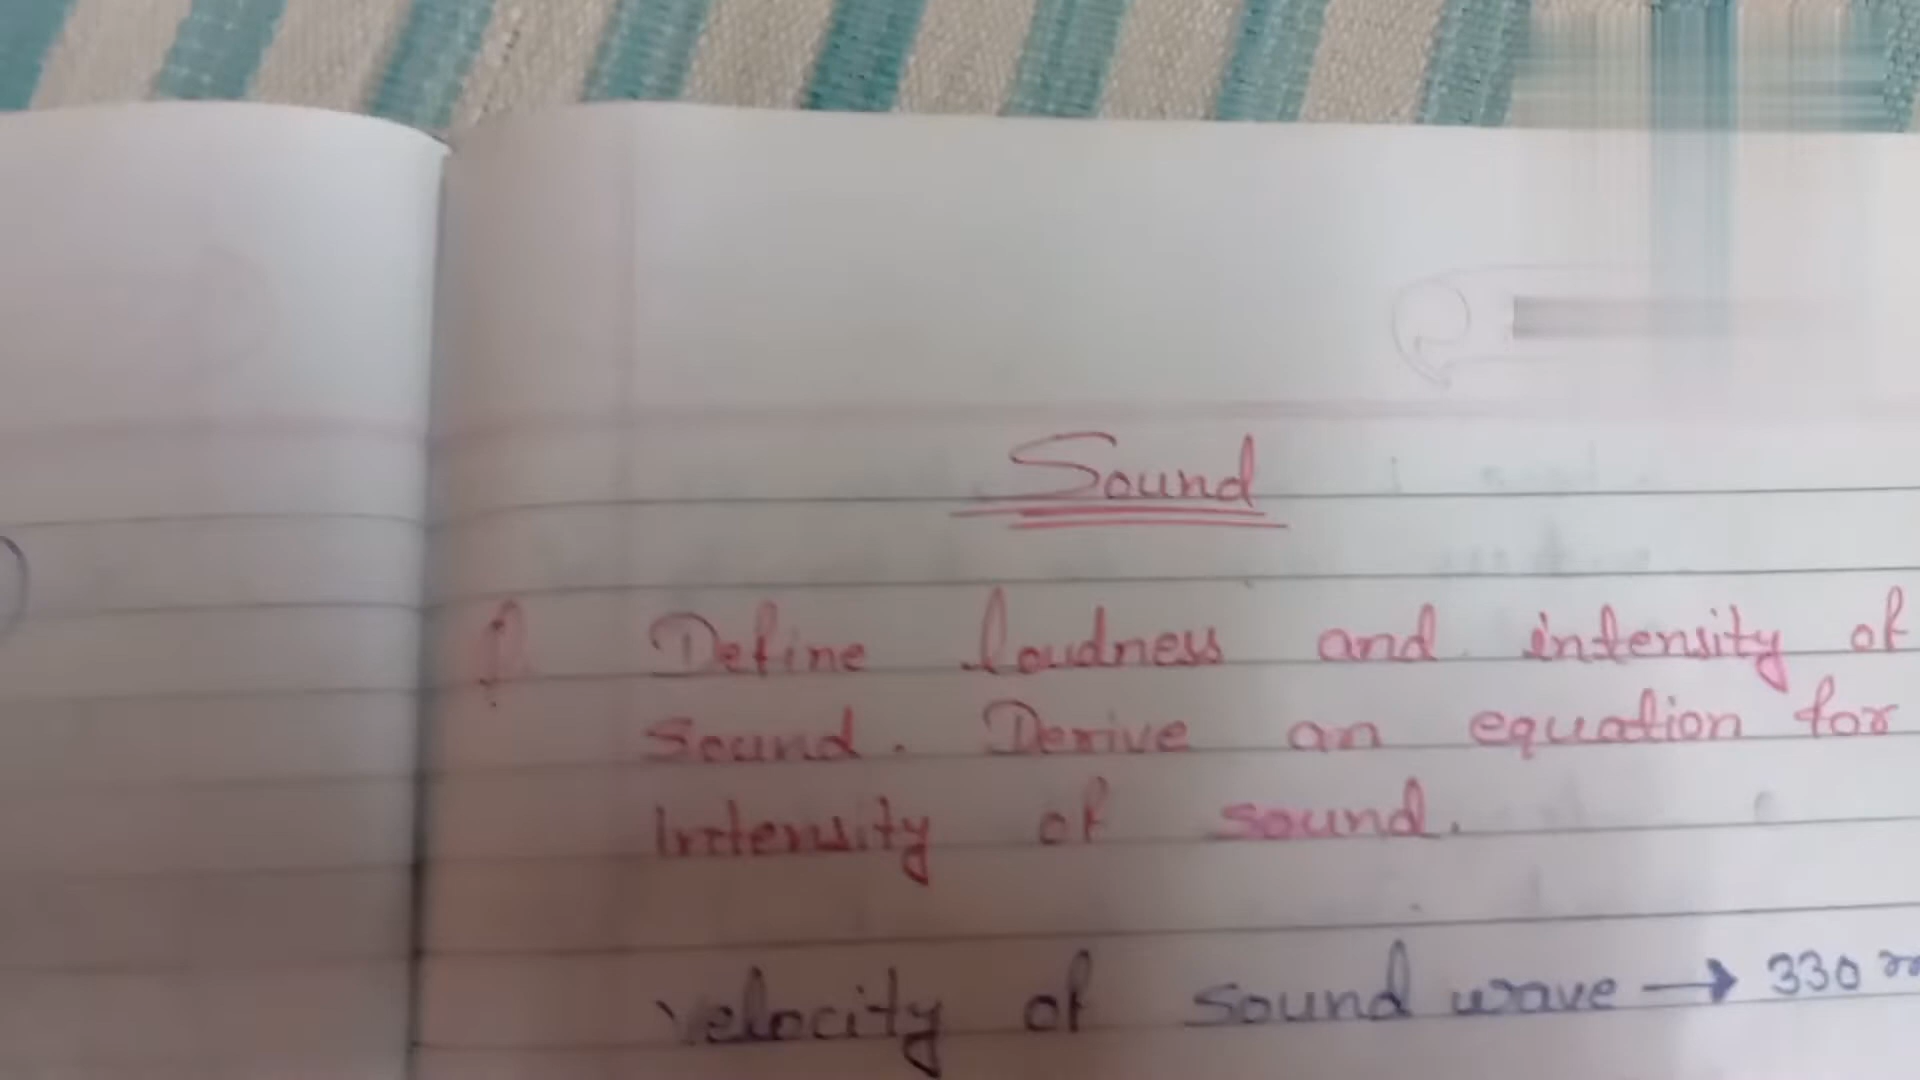 Sound
Define loudness and intensity of
Sound. Derive an equation for
Intensity of sound.
velocity of sound wave → 330